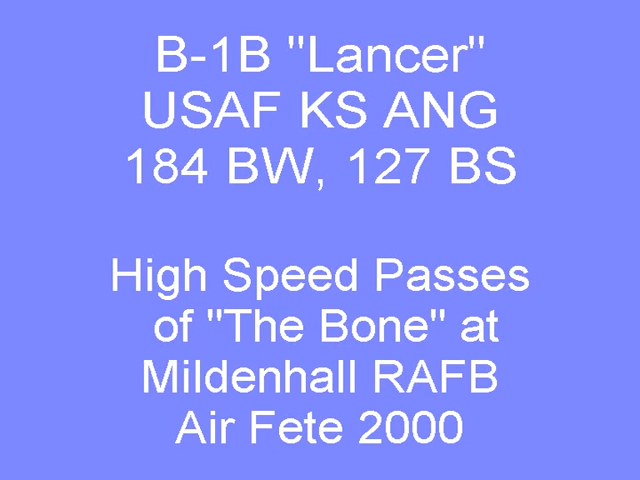 B-1B "Lancer"
USAF KS ANG
184 BW, 127 BS
High Speed Passes
of "The Bone" at
Mildenhall RAFB
Air Fete 2000